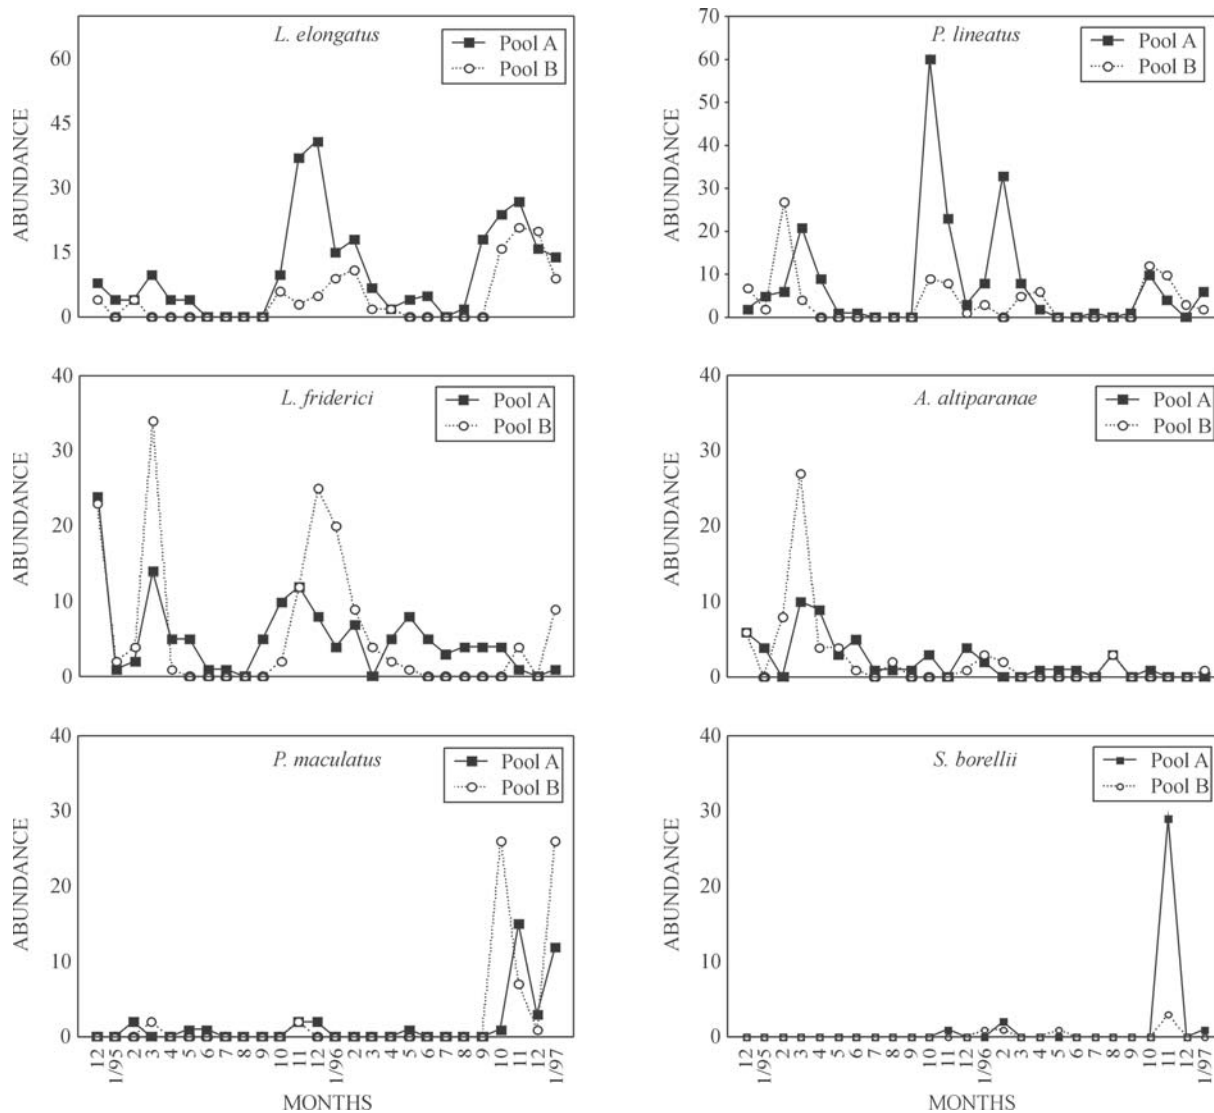 L. elongatus
Pool A
Pool B
ABUNDANCE
60
45
30
15
0
P. lineatus
Pool A
Pool B
ABUNDANCE
70
60
50
40
30
20
10
0
L. friderici
Pool A
Pool B
ABUNDANCE
40
30
20
10
0
A. altiparanae
Pool A
Pool B
ABUNDANCE
40
30
20
10
0
P. maculatus
Pool A
Pool B
ABUNDANCE
40
30
20
10
0
12 1/95 2 3 4 5 6 7 8 9 10 11 12 1/96 2 3 4 5 6 7 8 9 10 11 12 1/97
MONTHS
S. borellii
Pool A
Pool B
ABUNDANCE
40
30
20
10
0
12 1/95 2 3 4 5 6 7 8 9 10 11 12 1/96 2 3 4 5 6 7 8 9 10 11 12 1/97
MONTHS